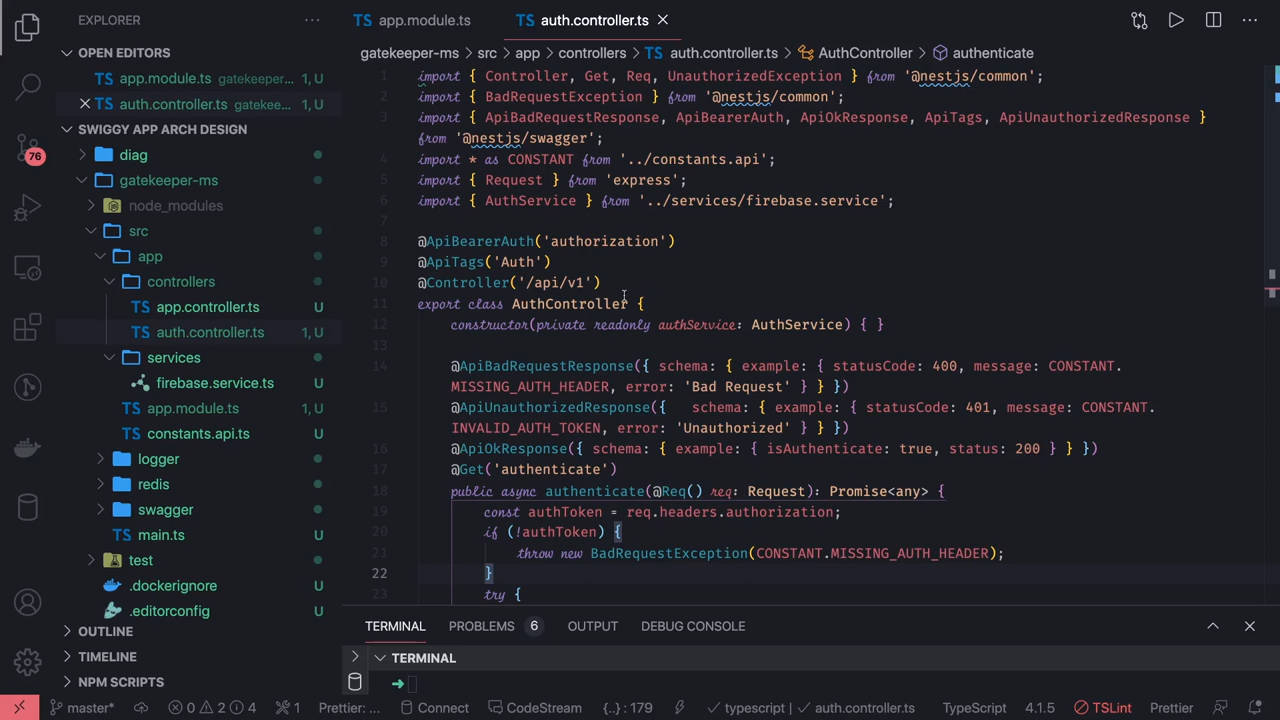 EXPLORER
OPEN EDITORS
TS app.module.ts gatekeeper... 1, U
TS auth.controller.ts gatekee... 1, U
SWIGGY APP ARCH DESIGN
diag
gatekeeper-ms
node_modules
src
app
controllers
TS app.controller.ts U
TS auth.controller.ts 1, U
services
firebase.service.ts U
TS app.module.ts 1, U
TS constants.api.ts U
logger
redis
swagger
TS main.ts U
test
.dockerignore U
.editorconfig U
OUTLINE
TIMELINE
NPM SCRIPTS
76
TS app.module.ts
TS auth.controller.ts
gatekeeper-ms > src > app > controllers > TS auth.controller.ts > AuthController > authenticate
1 import { Controller, Get, Req, UnauthorizedException } from '@nestjs/common';
2 import { BadRequestException } from '@nestjs/common';
3 import { ApiBadRequestResponse, ApiBearerAuth, ApiOkResponse, ApiTags, ApiUnauthorizedResponse }
from '@nestjs/swagger';
4 import * as CONSTANT from '../constants.api';
5 import { Request } from 'express';
6 import { AuthService } from '../services/firebase.service';
7
8 @ApiBearerAuth('authorization')
9 @ApiTags('Auth')
10 @Controller('/api/v1')
11 export class AuthController {
12 constructor(private readonly authService: AuthService) { }
13
14 @ApiBadRequestResponse({ schema: { example: { statusCode: 400, message: CONSTANT.
MISSING_AUTH_HEADER, error: 'Bad Request' } } })
15 @ApiUnauthorizedResponse({ schema: { example: { statusCode: 401, message: CONSTANT.
INVALID_AUTH_TOKEN, error: 'Unauthorized' } } })
16 @ApiOkResponse({ schema: { example: { isAuthenticate: true, status: 200 } } })
17 @Get('authenticate')
18 public async authenticate(@Req() req: Request): Promise<any> {
19 const authToken = req.headers.authorization;
20 if (!authToken) {
21 throw new BadRequestException(CONSTANT.MISSING_AUTH_HEADER);
22 }
23 try {
TERMINAL PROBLEMS 6 OUTPUT DEBUG CONSOLE
TERMINAL
master* 0 2 4 1 Prettier: ... Connect CodeStream {..} : 179 typescript | auth.controller.ts TypeScript 4.1.5 TSLint Prettier